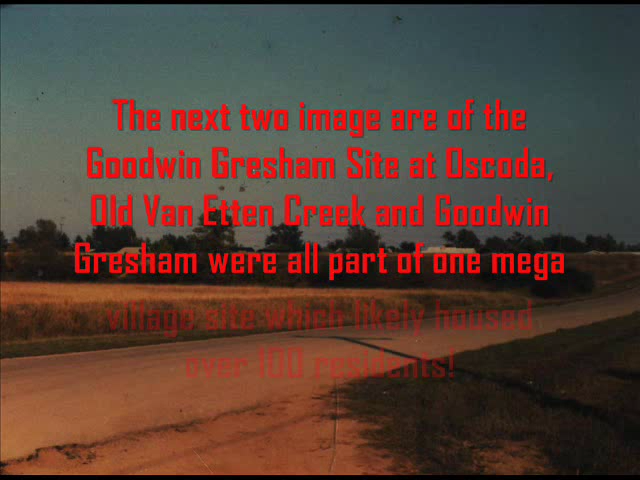 The next two image are of the
Goodwin Gresham Site at Oscoda,
Old Van Etten Creek and Goodwin
Gresham were all part of one mega
village site which likely housed
over 100 residents!